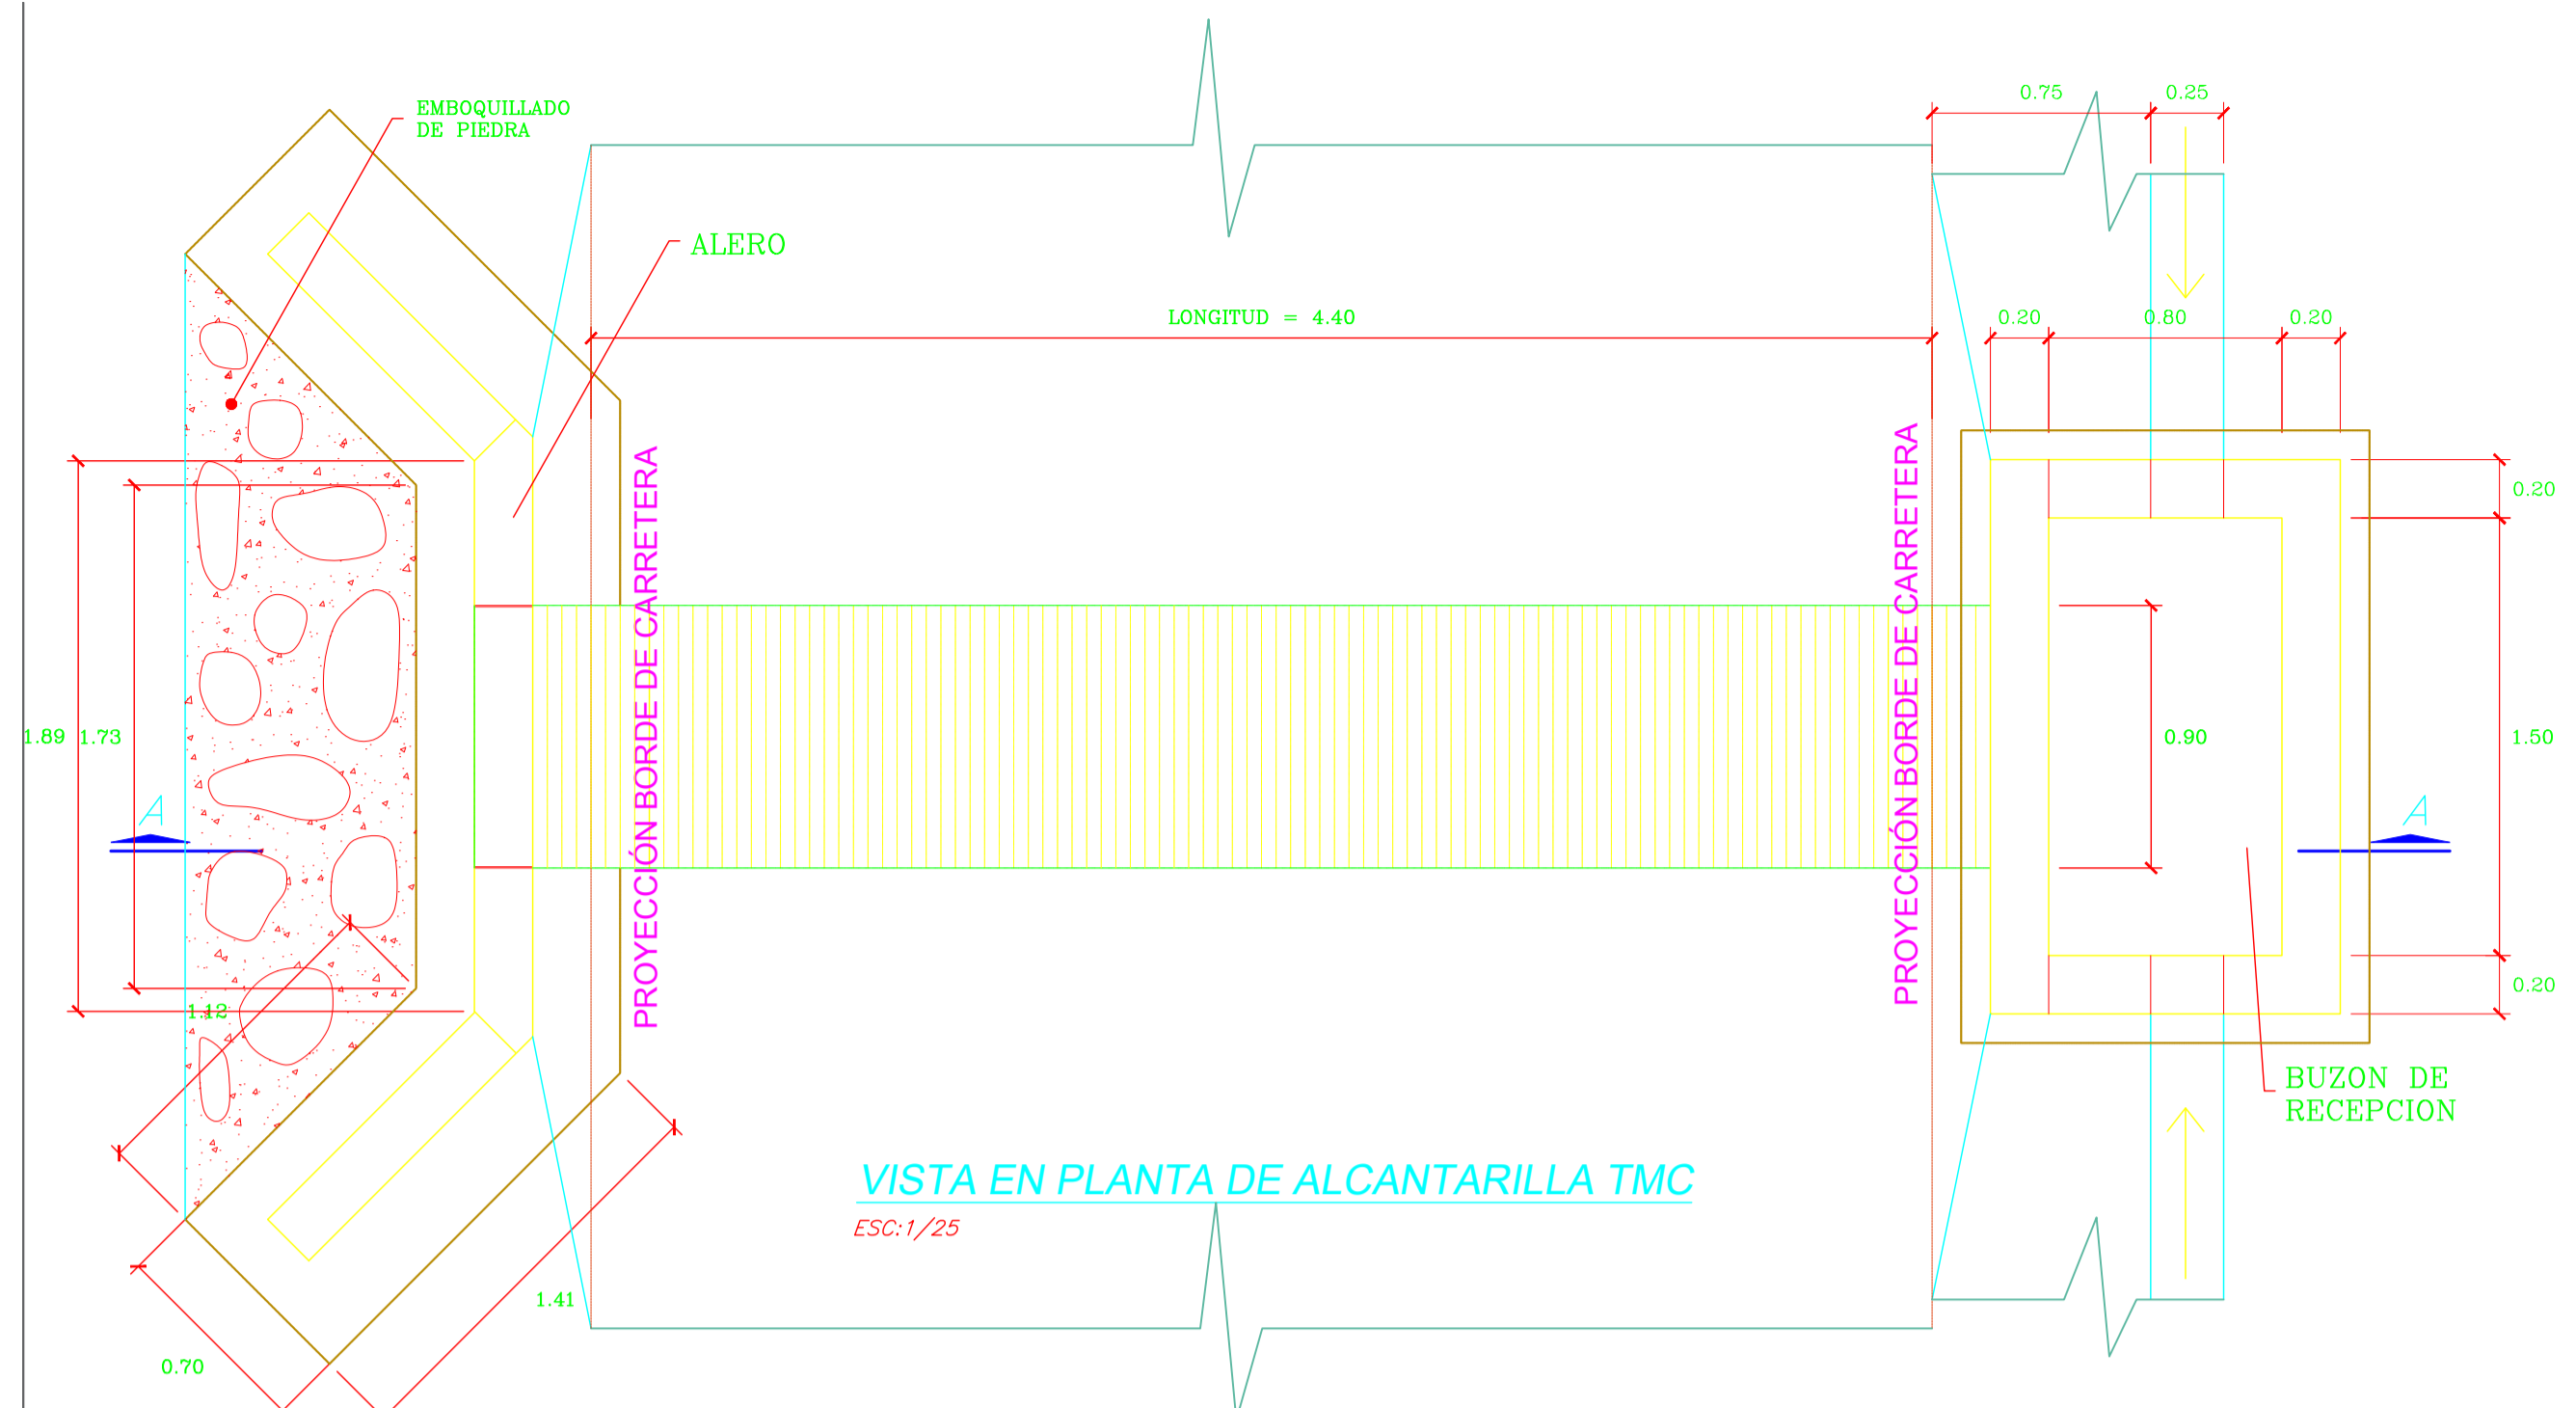 0.75
0.25
EMBOQUILLADO
DE PIEDRA
ALERO
LONGITUD = 4.40
0.20
0.80
0.20
PROYECCIÓN BORDE DE CARRETERA
PROYECCIÓN BORDE DE CARRETERA
0.20
1.89
1.73
0.90
1.50
A
A
0.20
1.12
BUZON DE
RECEPCION
VISTA EN PLANTA DE ALCANTARILLA TMC
ESC:1/25
1.41
0.70